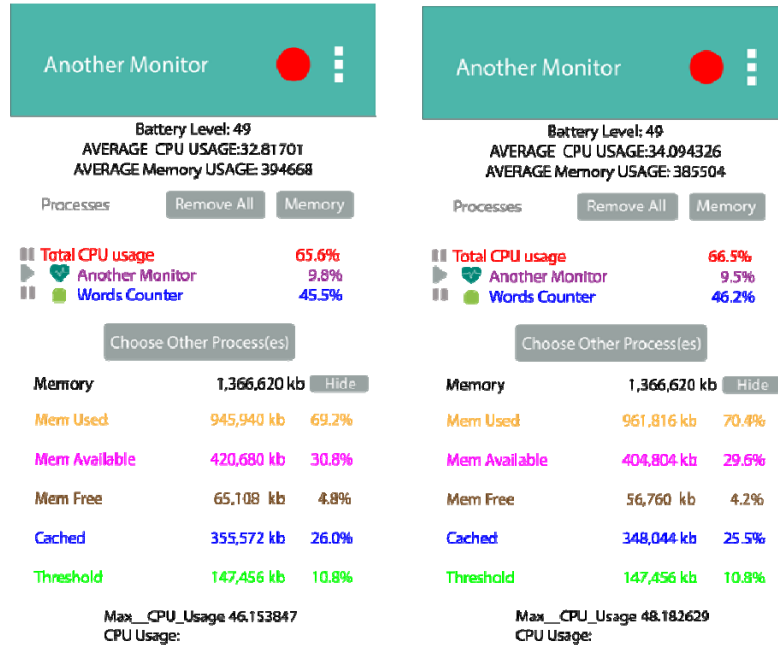 Another Monitor
Battery Level: 49
AVERAGE CPU USAGE:32.81701
AVERAGE Memory USAGE: 394668
Processes Remove All Memory
Total CPU usage 65.6%
Another Monitor 9.8%
Words Counter 45.5%
Choose Other Process(es)
Memory 1,366,620 kb Hide
Mem Used 945,940 kb 69.2%
Mem Available 420,680 kb 30.8%
Mem Free 65,108 kb 4.8%
Cached 355,572 kb 26.0%
Threshold 147,456 kb 10.8%
Max__CPU_Usage 46.153847
CPU Usage:
Another Monitor
Battery Level: 49
AVERAGE CPU USAGE:34.094326
AVERAGE Memory USAGE: 385504
Processes Remove All Memory
Total CPU usage 66.5%
Another Monitor 9.5%
Words Counter 46.2%
Choose Other Process(es)
Memory 1,366,620 kb Hide
Mem Used 961,816 kb 70.4%
Mem Available 404,804 kb 29.6%
Mem Free 56,760 kb 4.2%
Cached 348,044 kb 25.5%
Threshold 147,456 kb 10.8%
Max__CPU_Usage 48.182629
CPU Usage: